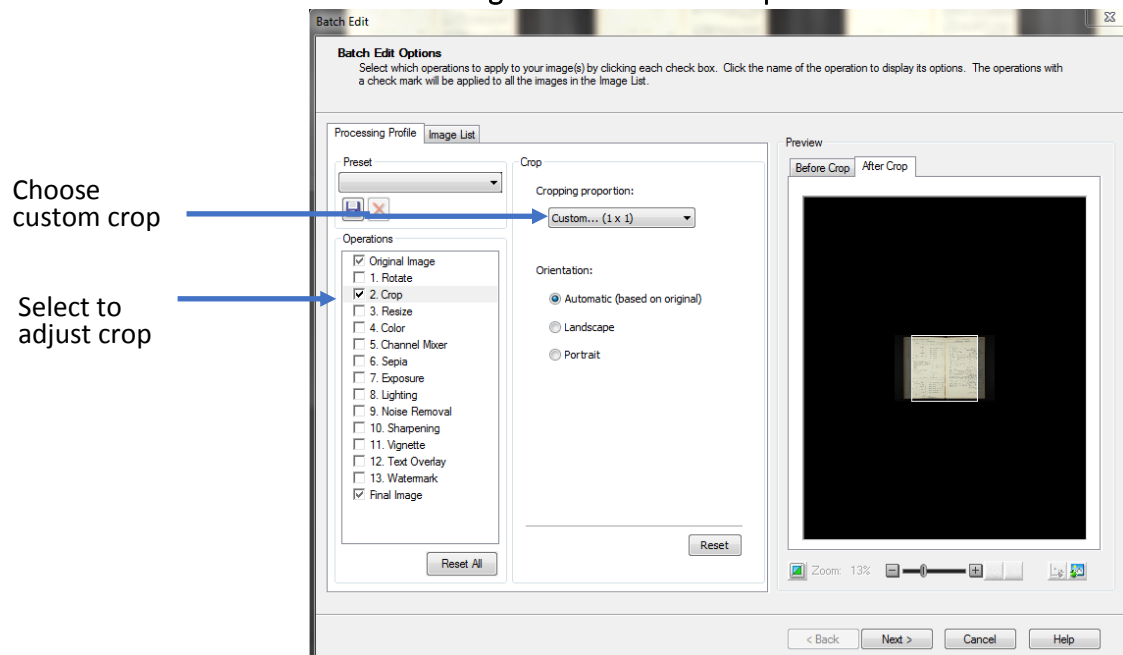 Batch Edit
Batch Edit Options
Select which operations to apply to your image(s) by clicking each check box. Click the name of the operation to display its options. The operations with
a check mark will be applied to all the images in the Image List.
Processing Profile Image List
Preset
Choose
custom crop
Operations
Original Image
1. Rotate
2. Crop
3. Resize
4. Color
5. Channel Mixer
6. Sepia
7. Exposure
8. Lighting
9. Noise Removal
10. Sharpening
11. Vignette
12. Text Overlay
13. Watermark
Final Image
Select to
adjust crop
Reset All
Crop
Cropping proportion:
Custom... (1 x 1)
Orientation:
Automatic (based on original)
Landscape
Portrait
Reset
Preview
Before Crop After Crop
Zoom: 13%
< Back Next > Cancel Help